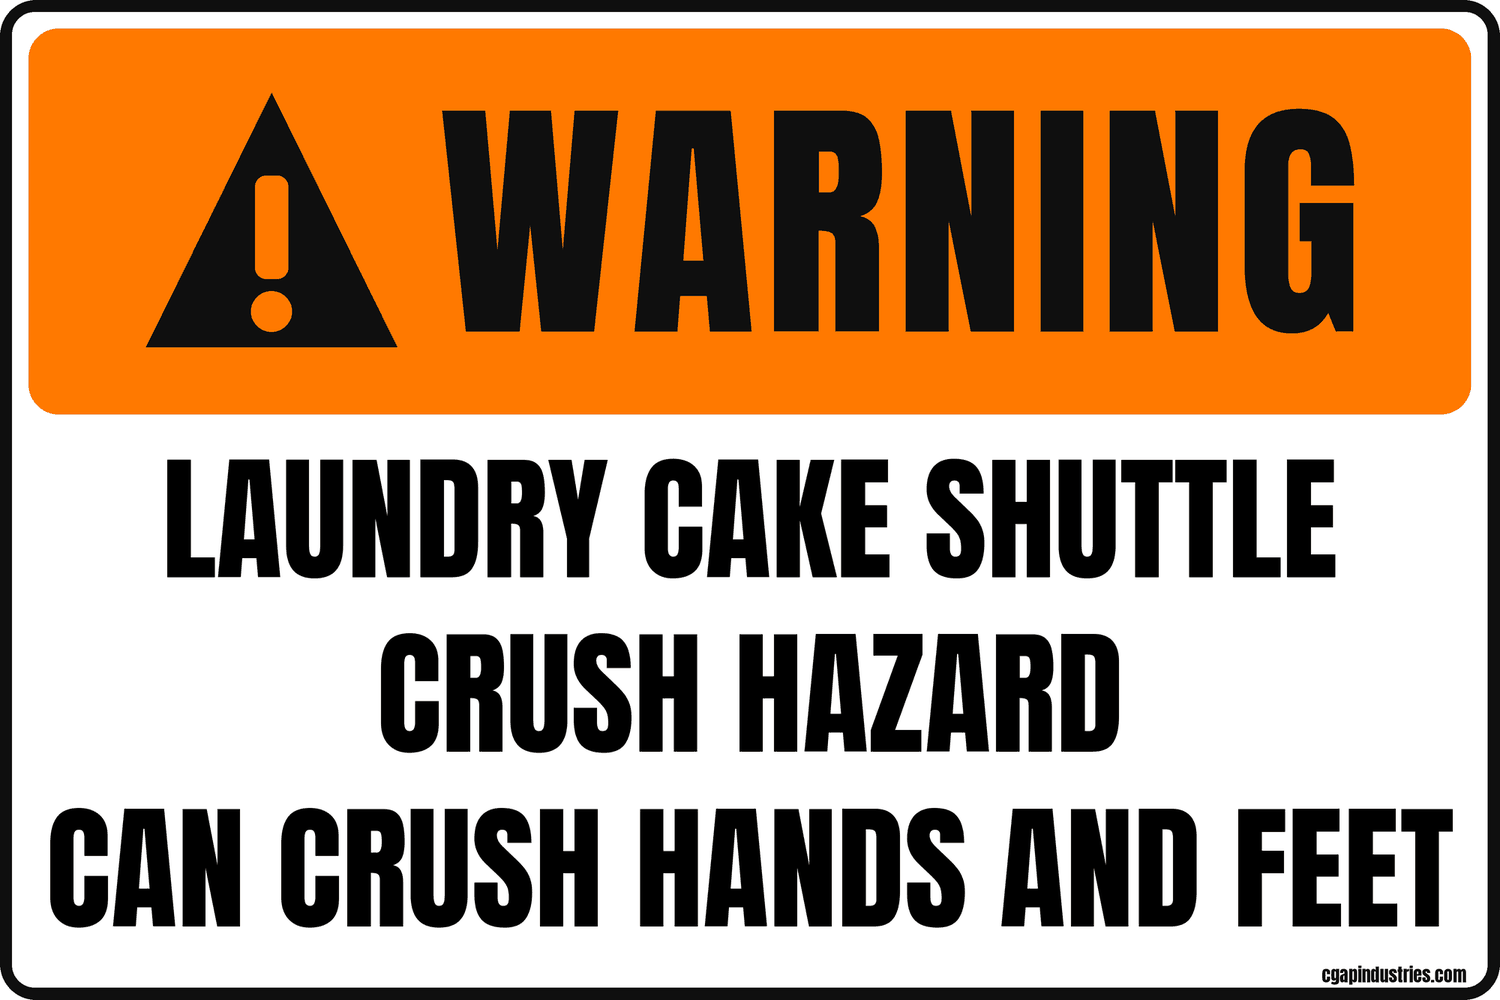 WARNING
LAUNDRY CAKE SHUTTLE
CRUSH HAZARD
CAN CRUSH HANDS AND FEET
cgapindustries.com